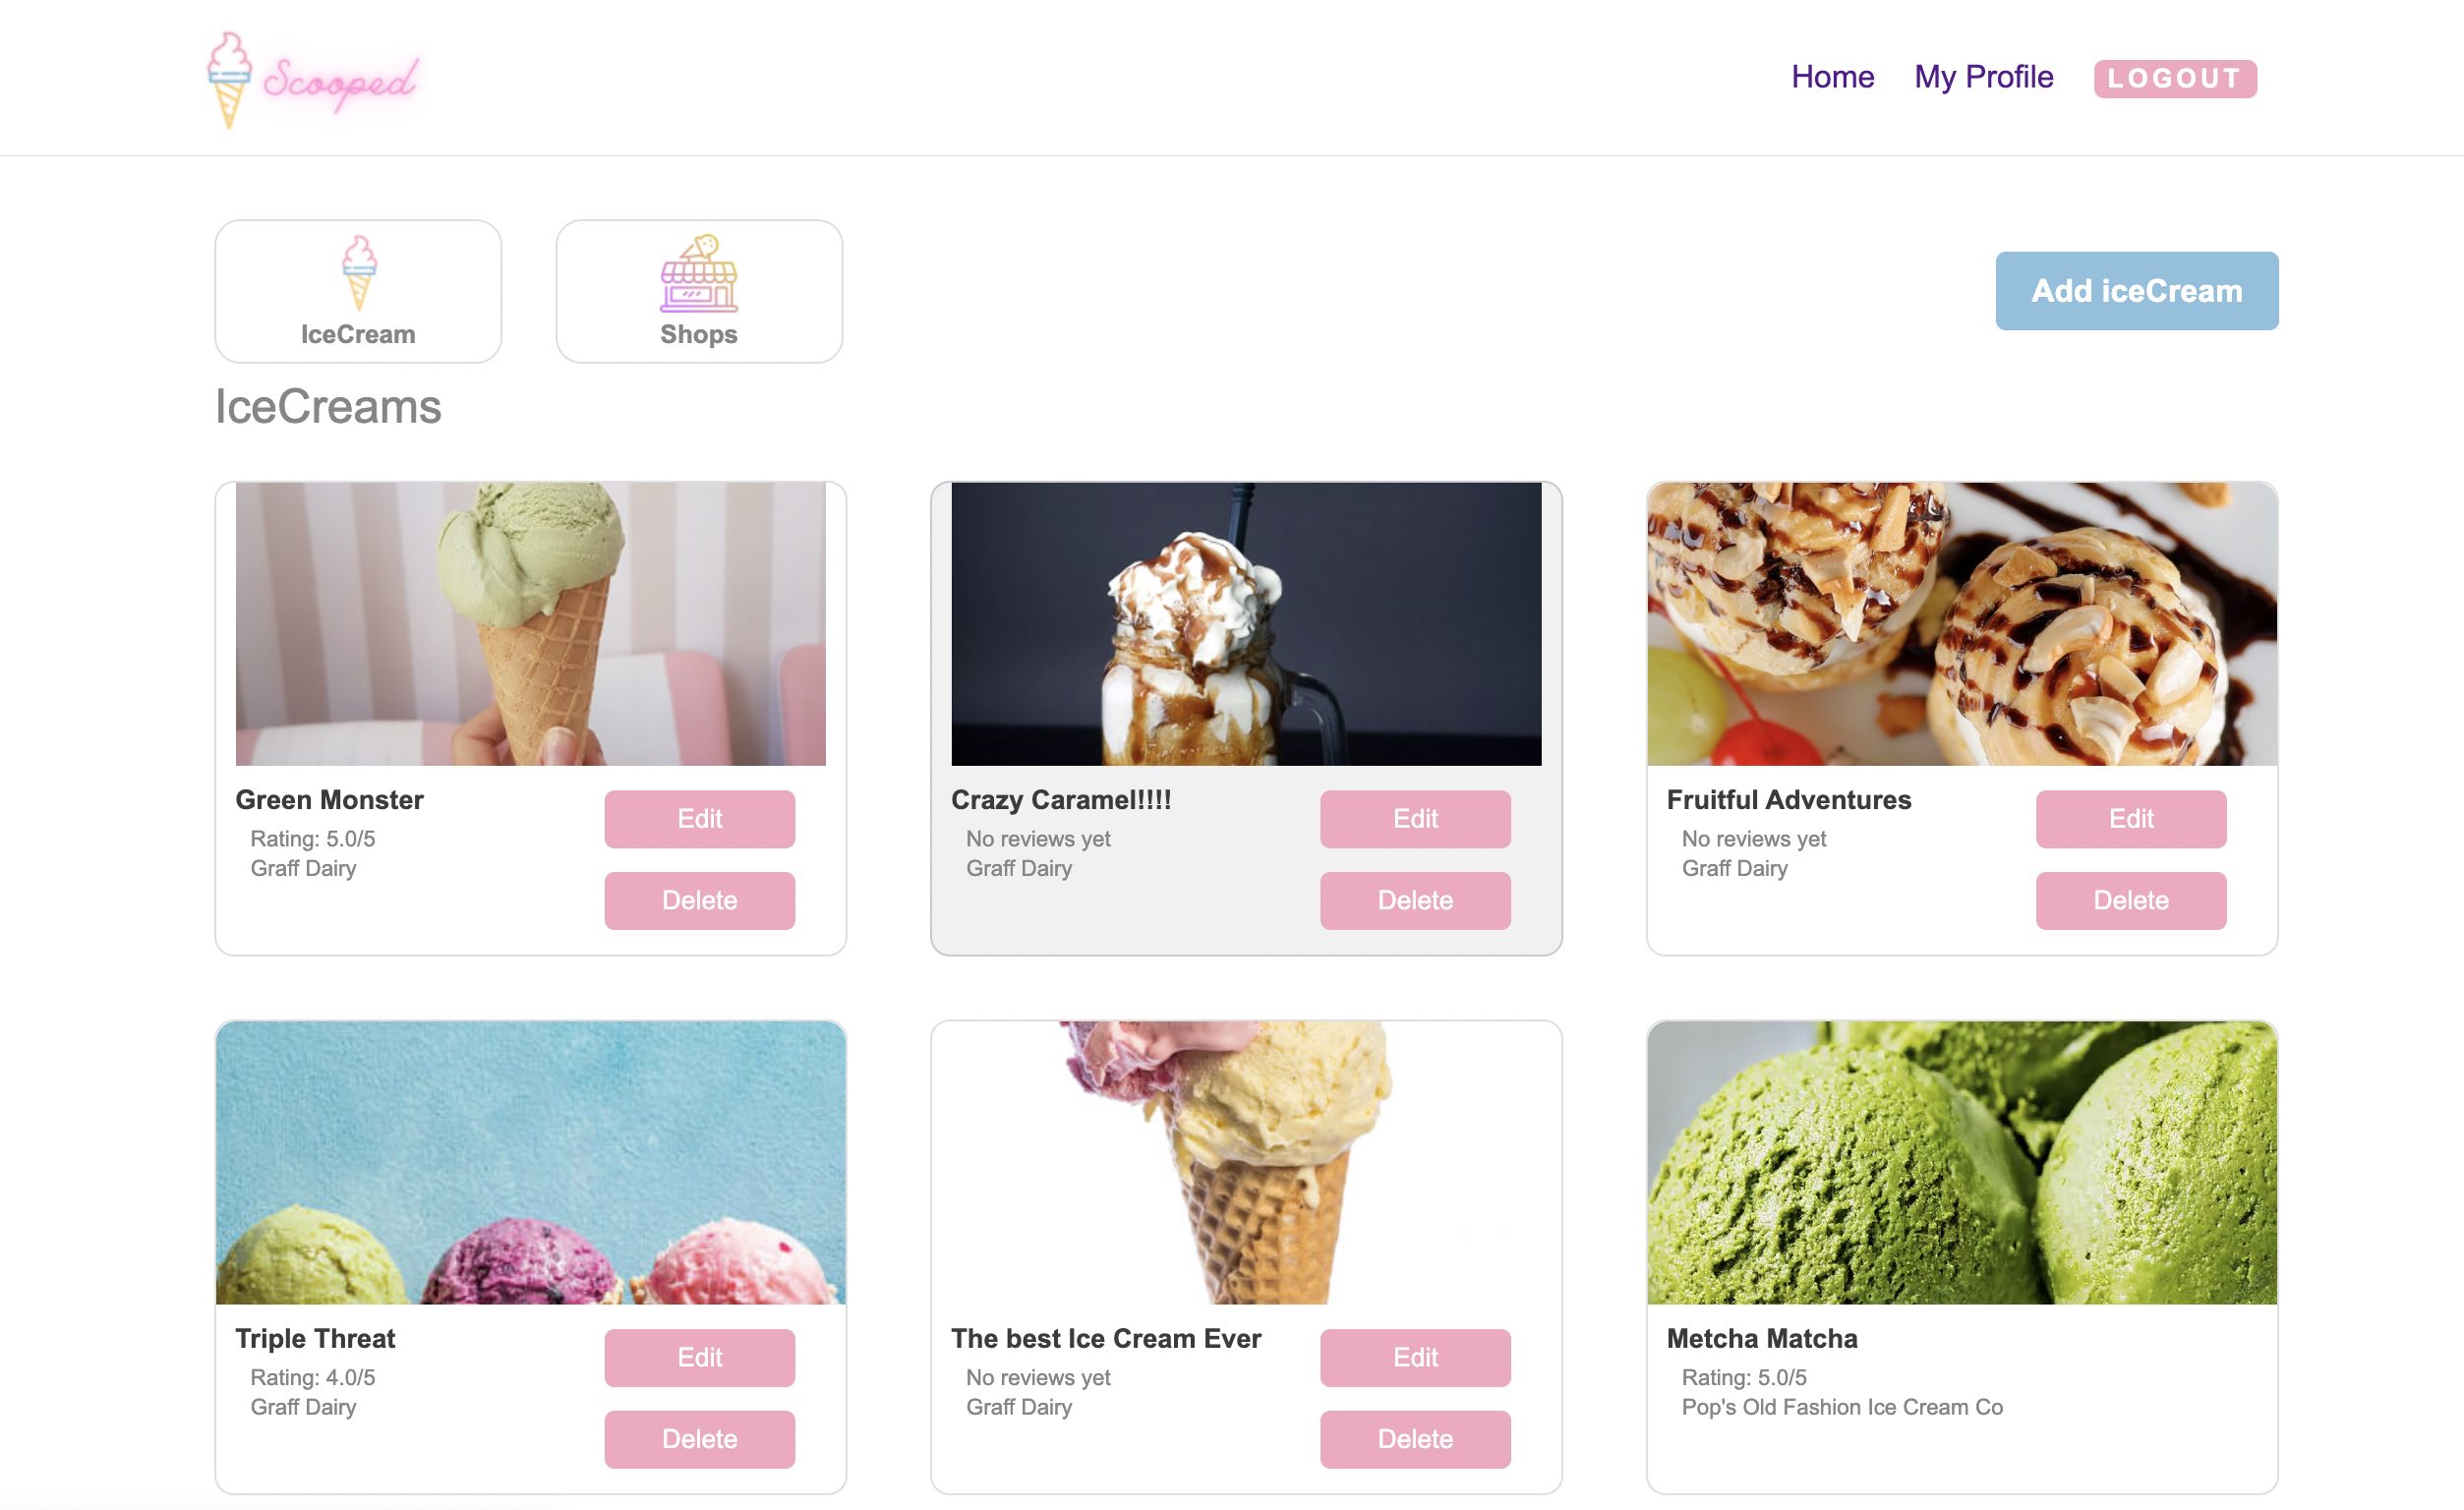 Scooped
Home My Profile LOGOUT
IceCream
Shops
Add iceCream
IceCreams
Green Monster
Rating: 5.0/5
Graff Dairy
Edit
Delete
Crazy Caramel!!!!
No reviews yet
Graff Dairy
Edit
Delete
Fruitful Adventures
No reviews yet
Graff Dairy
Edit
Delete
Triple Threat
Rating: 4.0/5
Graff Dairy
Edit
Delete
The best Ice Cream Ever
No reviews yet
Graff Dairy
Edit
Delete
Metcha Matcha
Rating: 5.0/5
Pop's Old Fashion Ice Cream Co